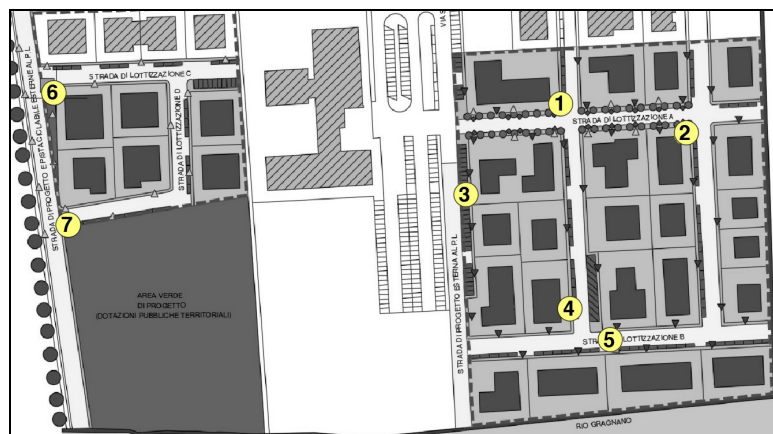 STRADA DI PROGETTO E PISTA CICLABILE ESTERNE AL P.L.
STRADA DI LOTTIZZAZIONE C
STRADA DI LOTTIZZAZIONE D
6
7
AREA VERDE
DI PROGETTO
(DOTAZIONI PUBBLICHE TERRITORIALI)
VIA S
1
STRADA DI LOTTIZZAZIONE A
2
3
STRADA DI PROGETTO ESTERNA AL P.L.
4
5
STRADA DI LOTTIZZAZIONE B
RIO GRAGNANO